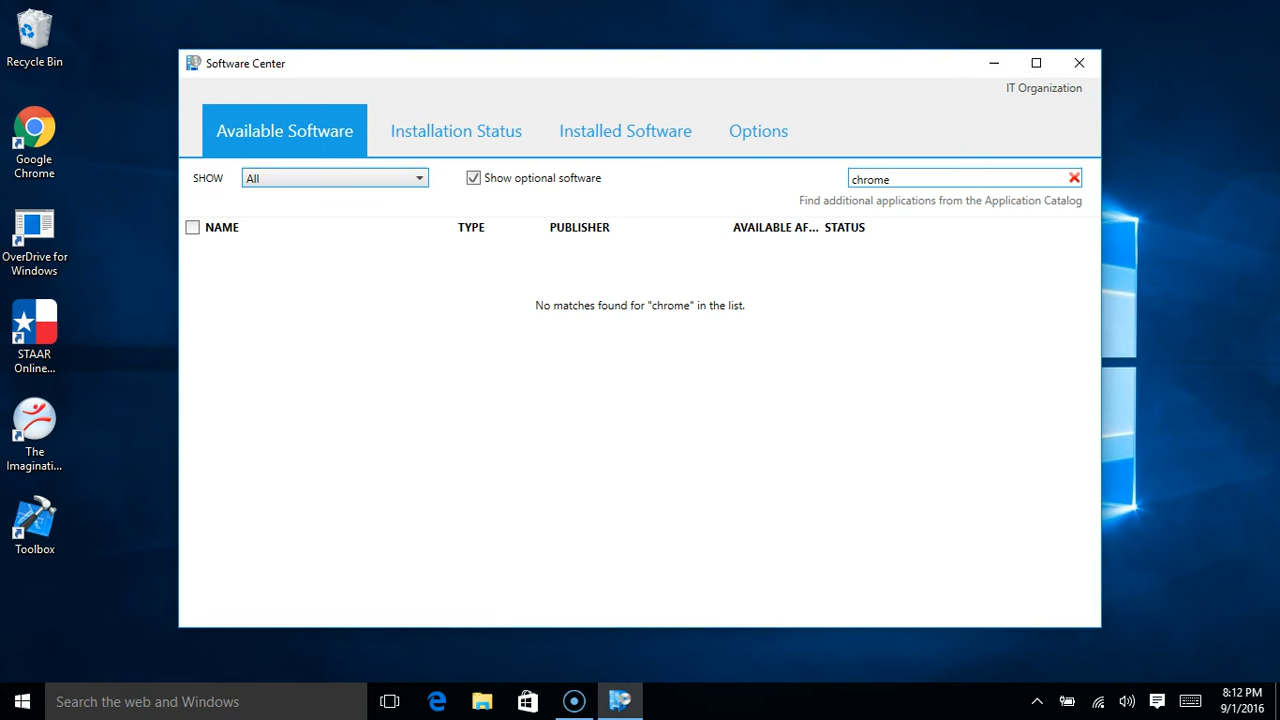 Recycle Bin
Google
Chrome
OverDrive for
Windows
STAAR
Online...
The
Imaginati...
Toolbox
Software Center
IT Organization
Available Software
Installation Status
Installed Software
Options
SHOW
All
Show optional software
chrome
Find additional applications from the Application Catalog
NAME
TYPE
PUBLISHER
AVAILABLE AF...
STATUS
No matches found for "chrome" in the list.
Search the web and Windows
8:12 PM
9/1/2016